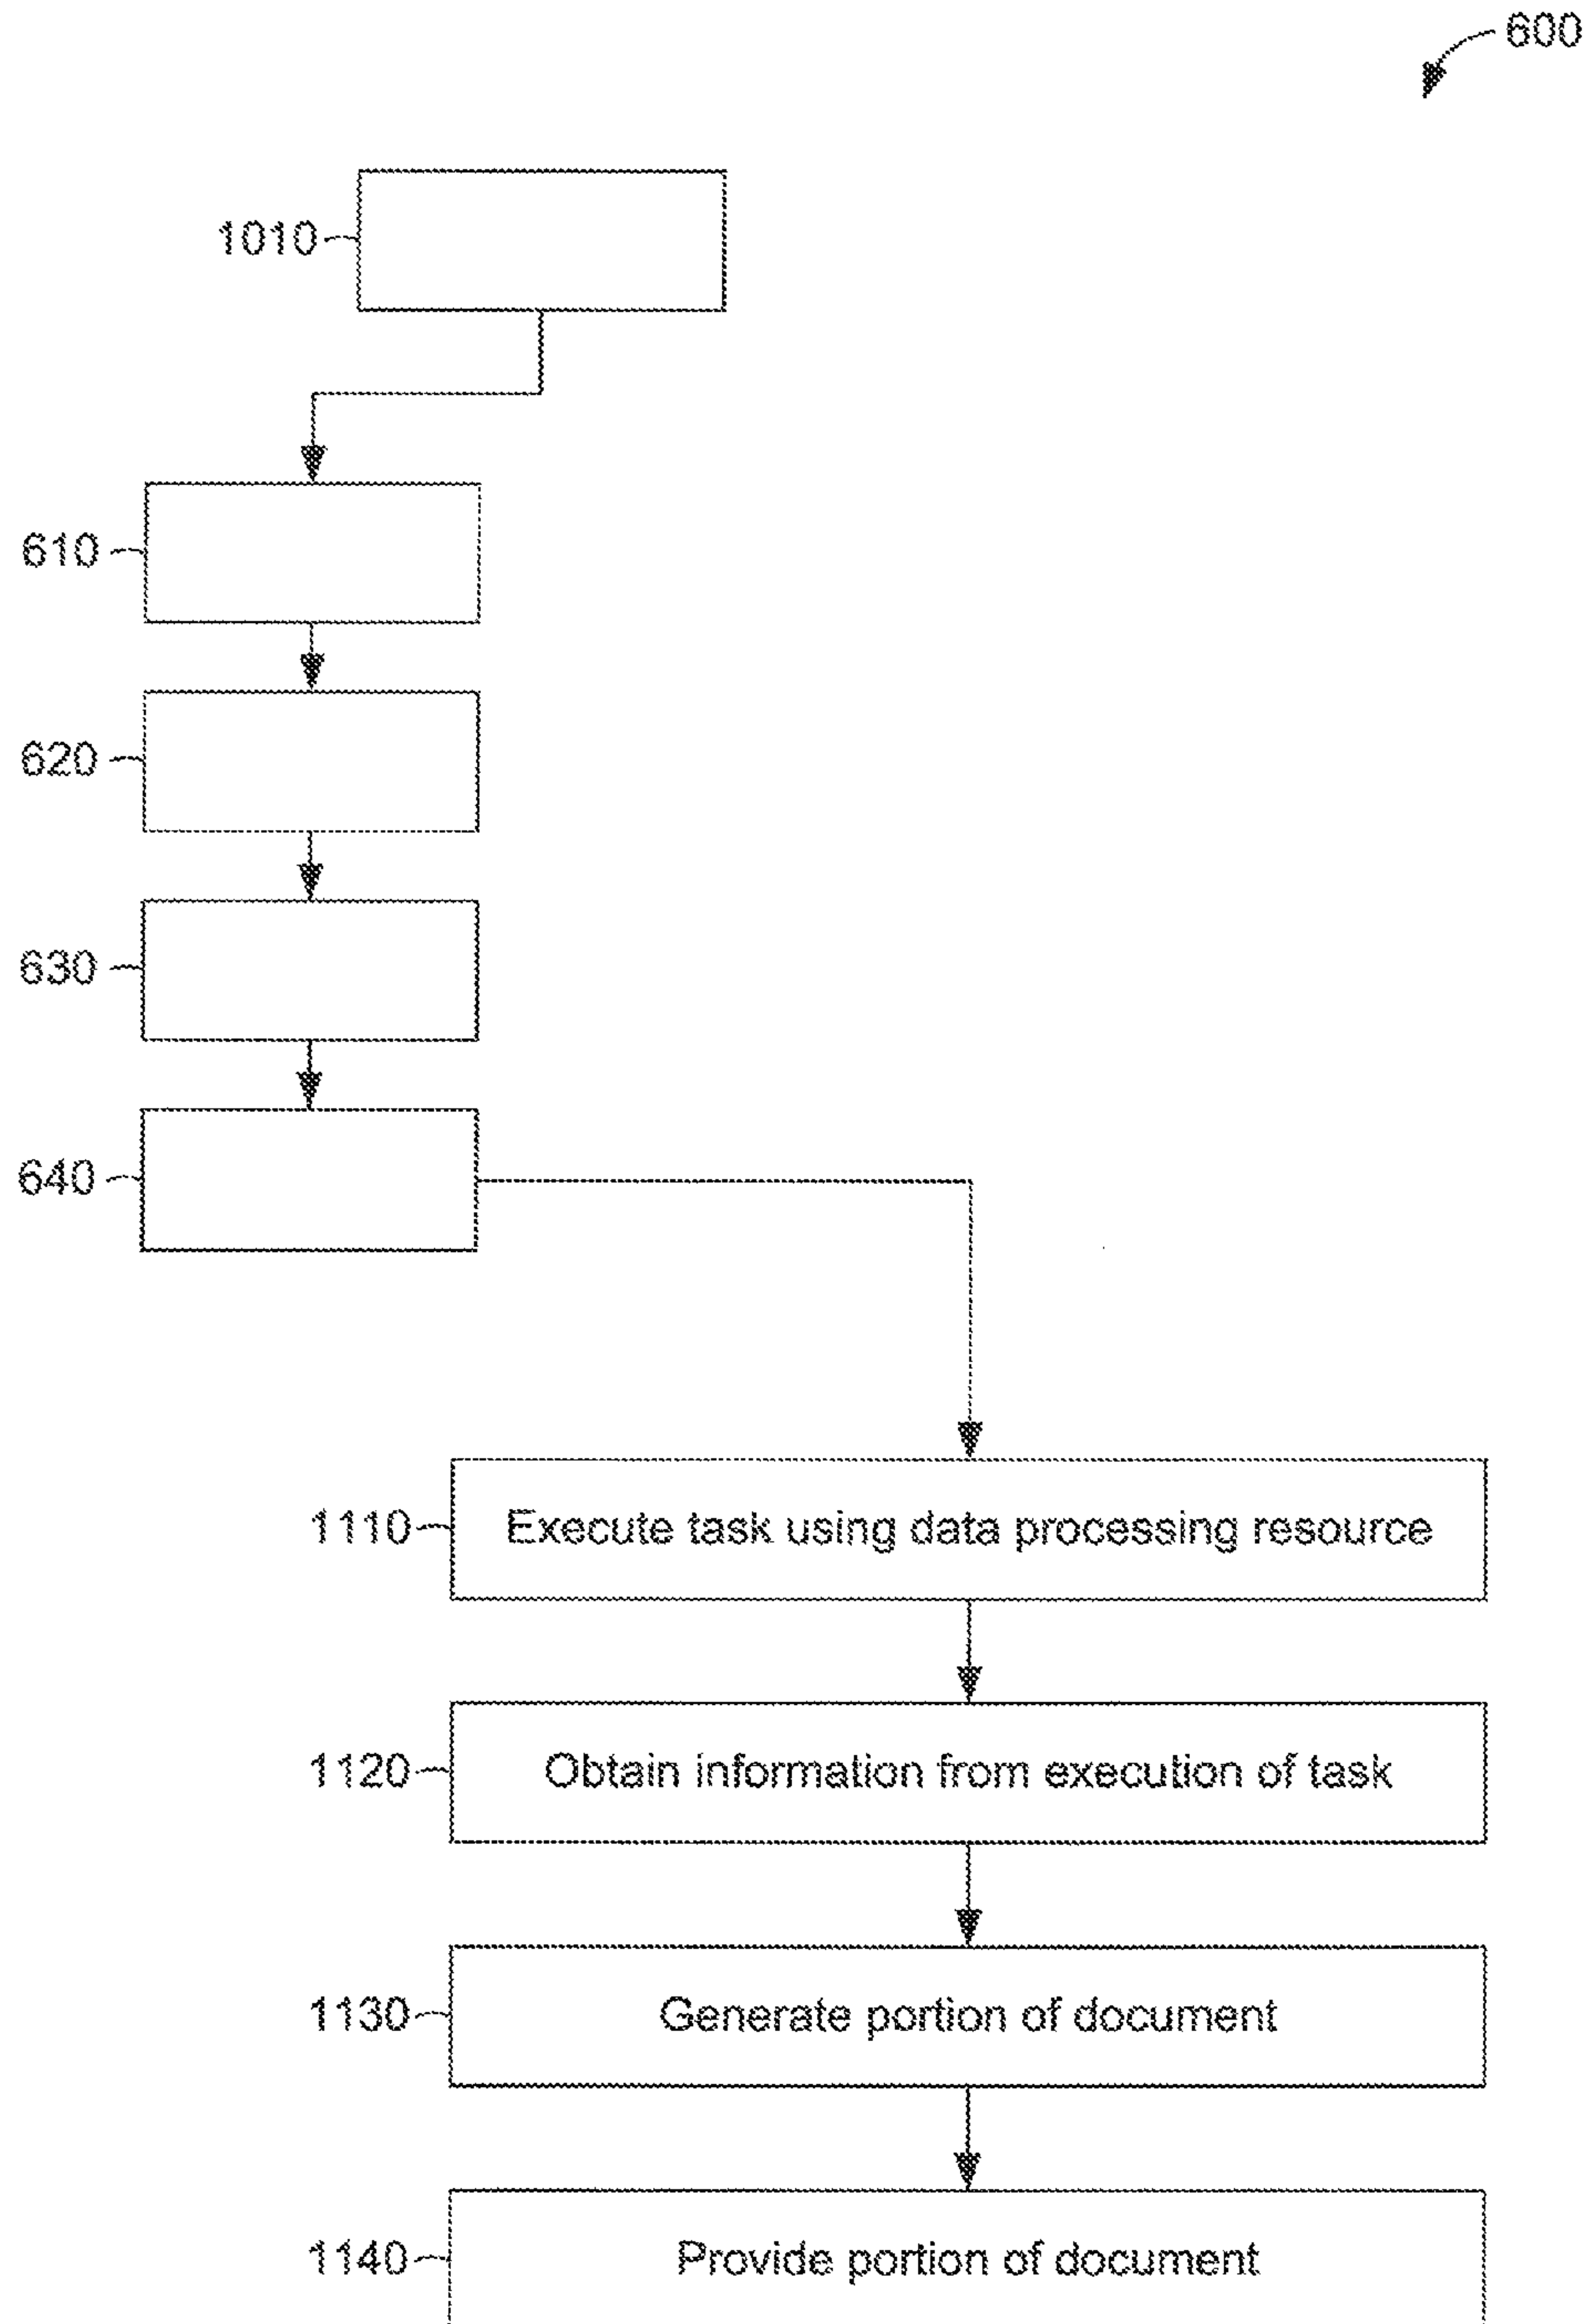 600
1010
610
620
630
640
1110 Execute task using data processing resource
1120 Obtain information from execution of task
1130 Generate portion of document
1140 Provide portion of document